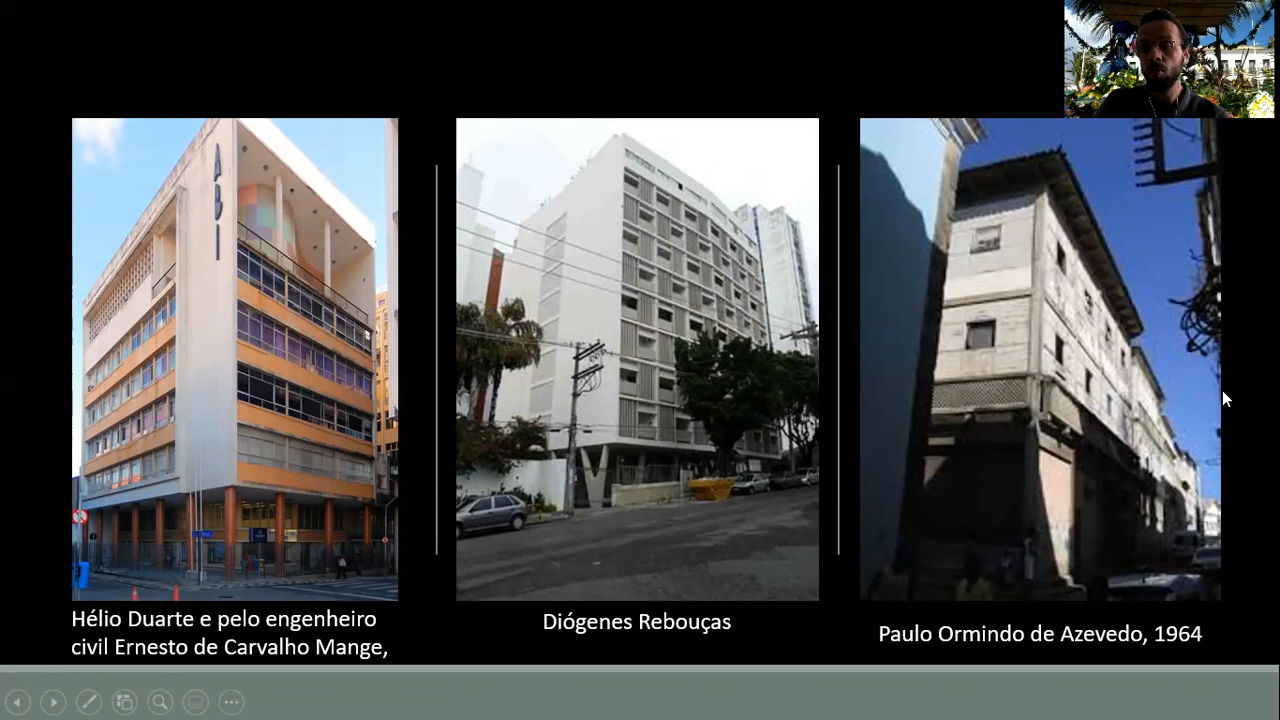 ABI
Hélio Duarte e pelo engenheiro
civil Ernesto de Carvalho Mange,
Diógenes Rebouças
Paulo Ormindo de Azevedo, 1964